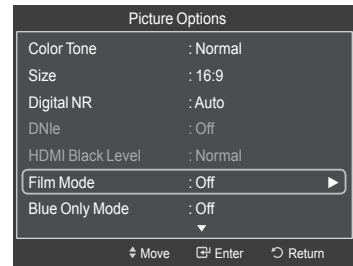 Picture Options
Color Tone : Normal
Size : 16:9
Digital NR : Auto
DNIe : Off
HDMI Black Level : Normal
Film Mode : Off
Blue Only Mode : Off
Move Enter Return